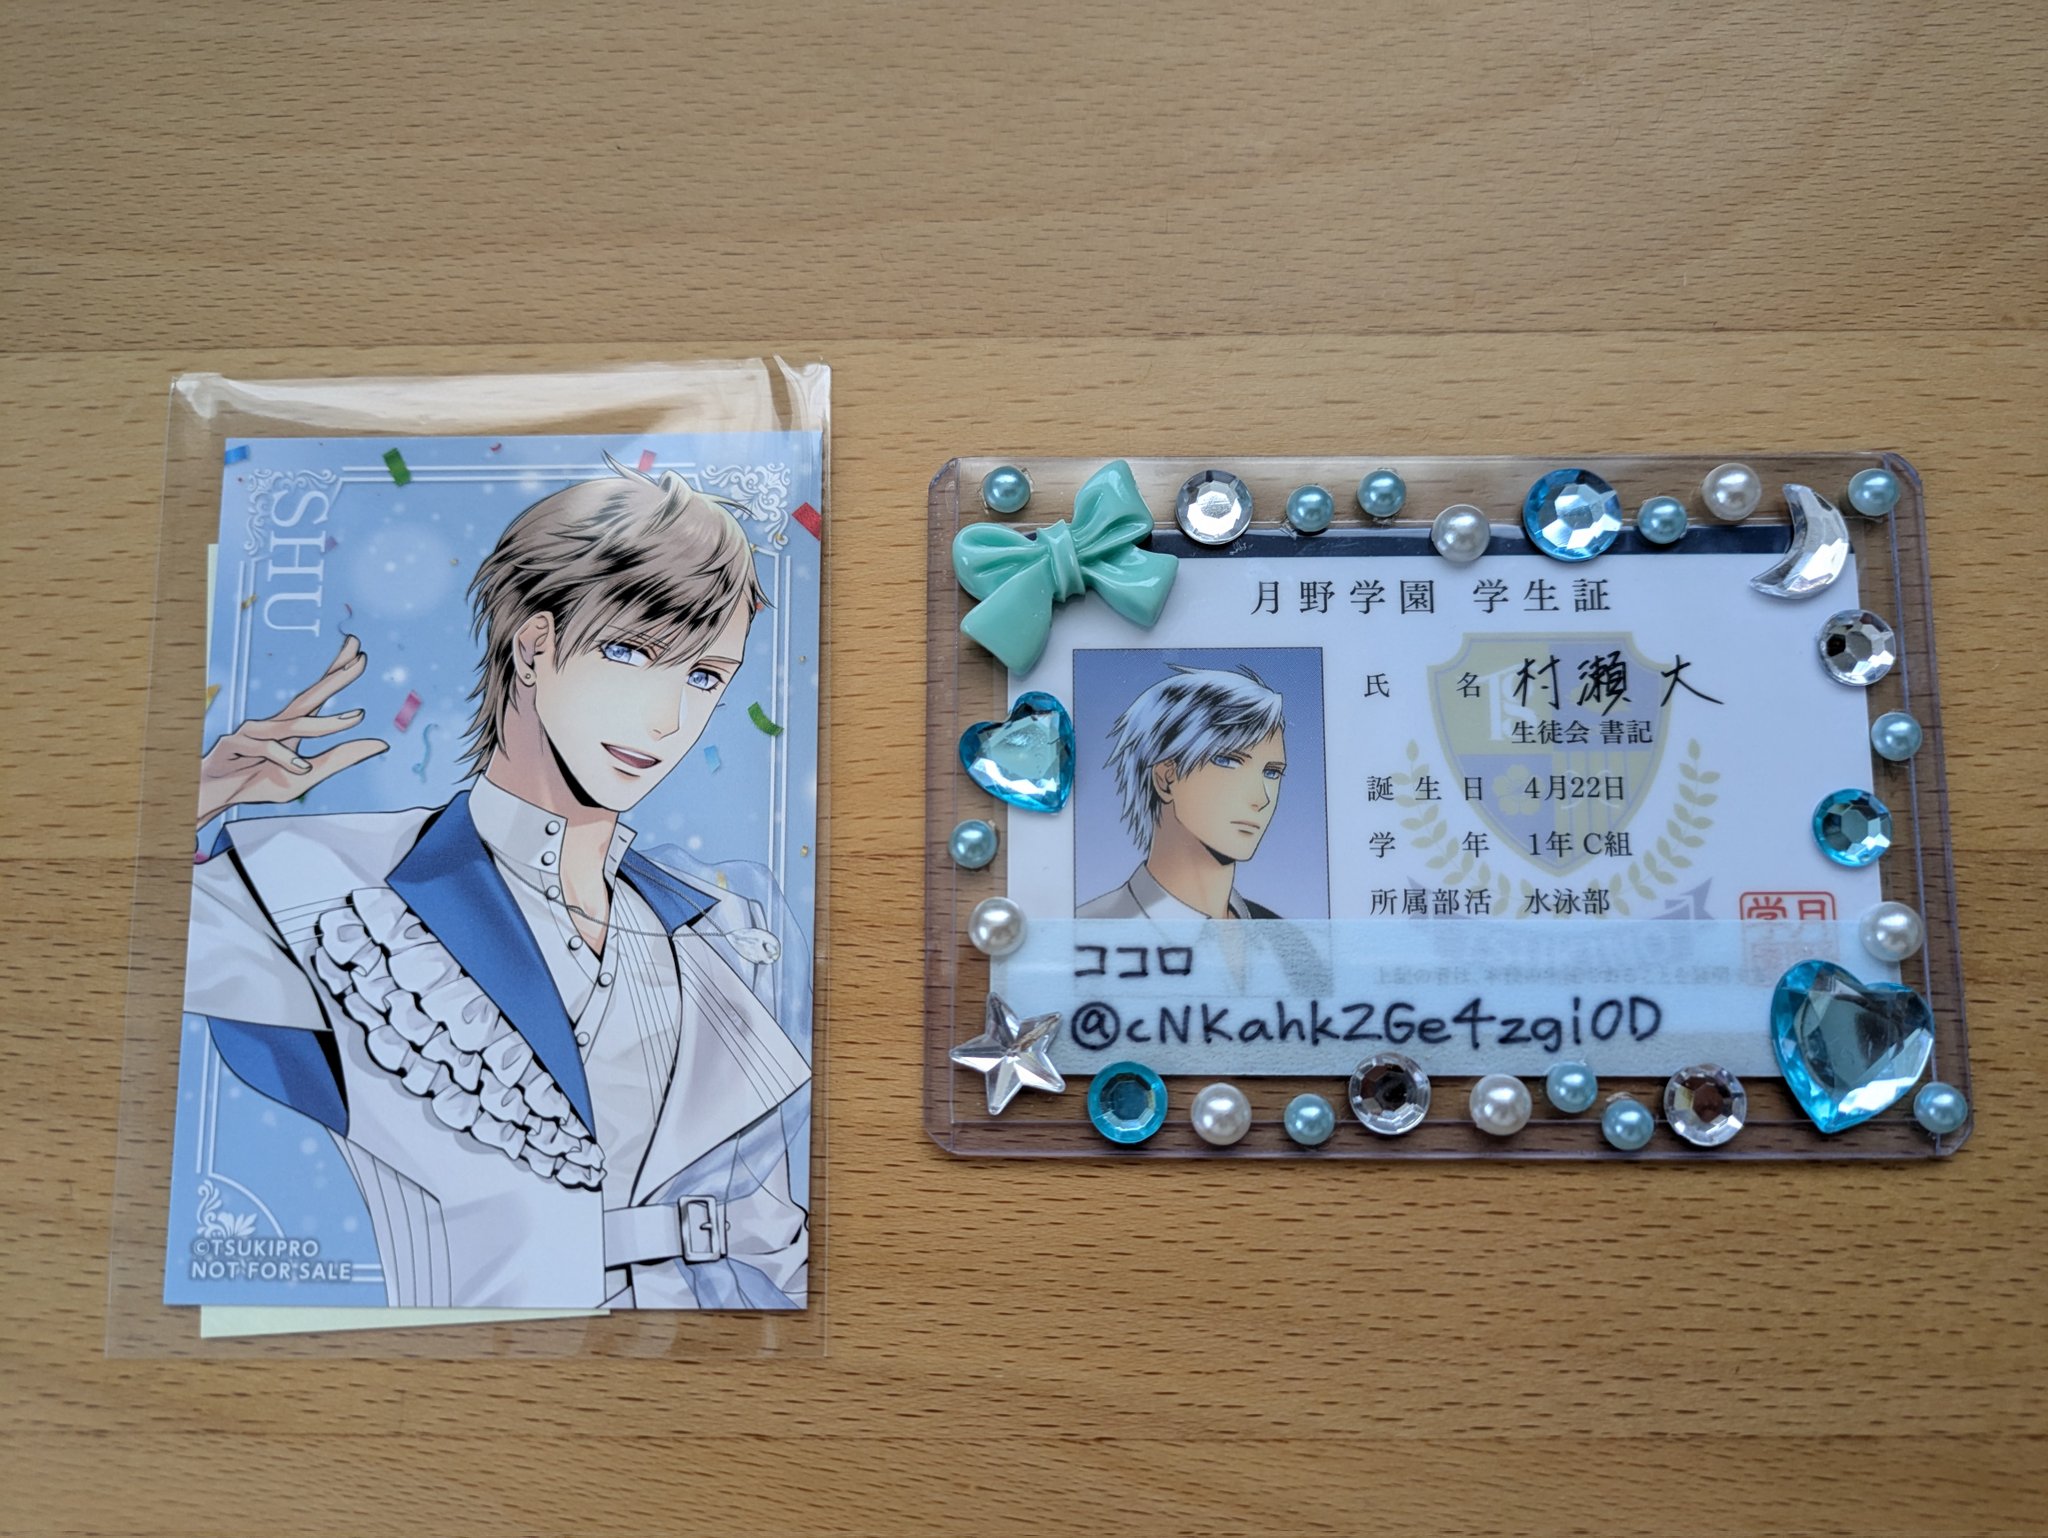 SHU
©TSUKIPRO
NOT FOR SALE
月野学園 学生証
氏名 村瀬 大
生徒会 書記
誕生日 4月22日
学年 1年 C組
所属部活 水泳部
ココロ
@cNKahk2Ge4zgiOD